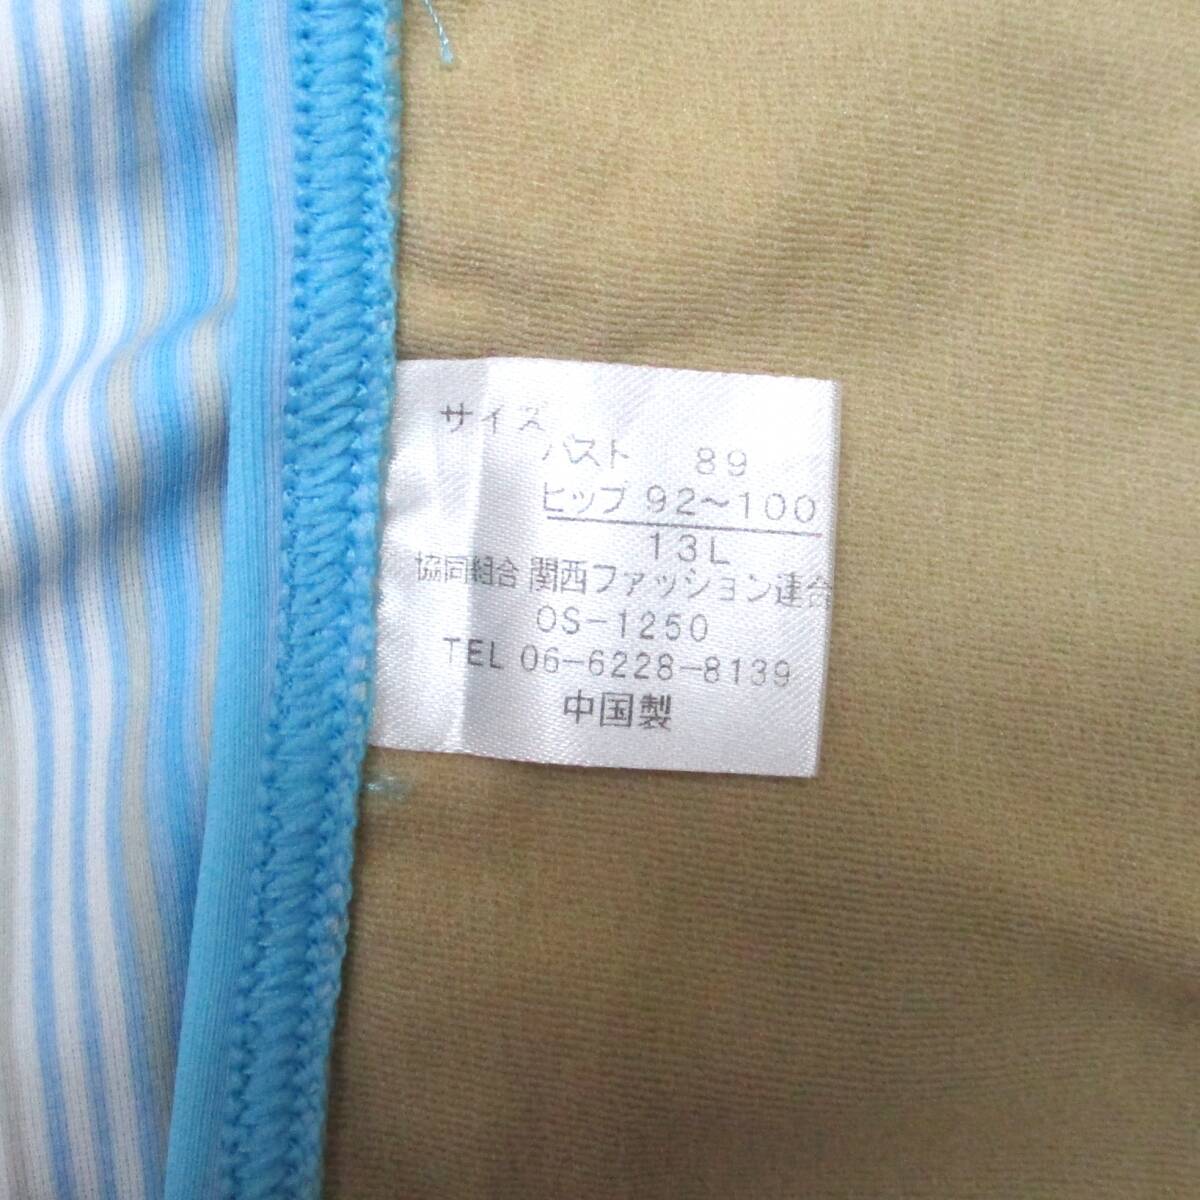 サイズ
バスト 89
ヒップ 92～100
13L
協同組合 関西ファッション連合
OS-1250
TEL 06-6228-8139
中国製